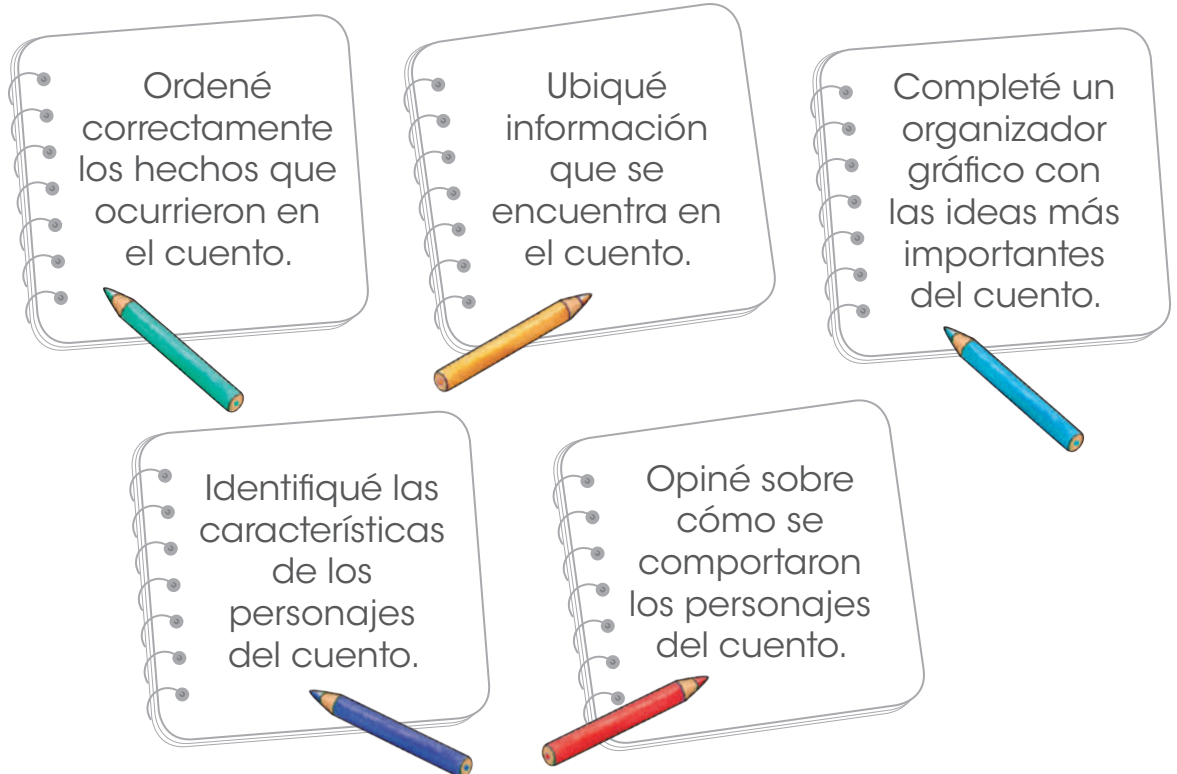 Ordené
correctamente
los hechos que
ocurrieron en
el cuento.
Ubiqué
información
que se
encuentra en
el cuento.
Completé un
organizador
gráfico con
las ideas más
importantes
del cuento.
Identifiqué las
características
de los
personajes
del cuento.
Opiné sobre
cómo se
comportaron
los personajes
del cuento.